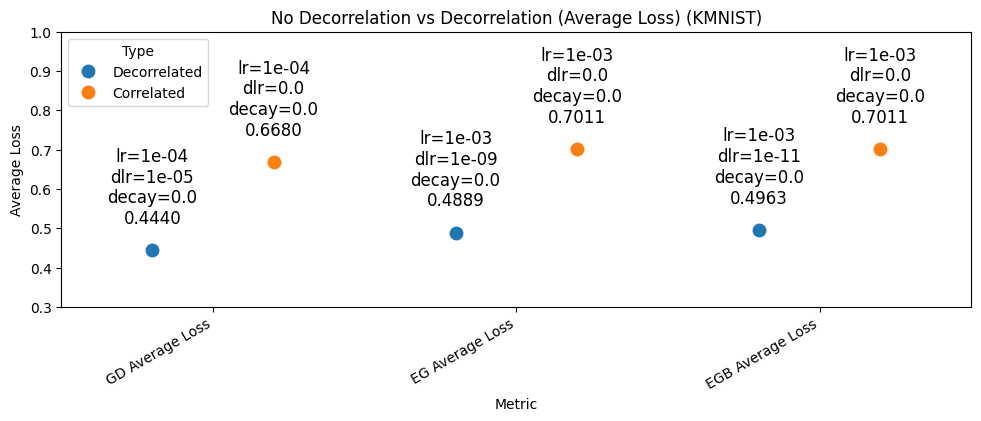 No Decorrelation vs Decorrelation (Average Loss) (KMNIST)
Average Loss
1.0
0.9
0.8
0.7
0.6
0.5
0.4
0.3
Type
Decorrelated
Correlated
lr=1e-04
dlr=1e-05
decay=0.0
0.4440
lr=1e-04
dlr=0.0
decay=0.0
0.6680
lr=1e-03
dlr=1e-09
decay=0.0
0.4889
lr=1e-03
dlr=0.0
decay=0.0
0.7011
lr=1e-03
dlr=1e-11
decay=0.0
0.4963
lr=1e-03
dlr=0.0
decay=0.0
0.7011
GD Average Loss
EG Average Loss
EGB Average Loss
Metric